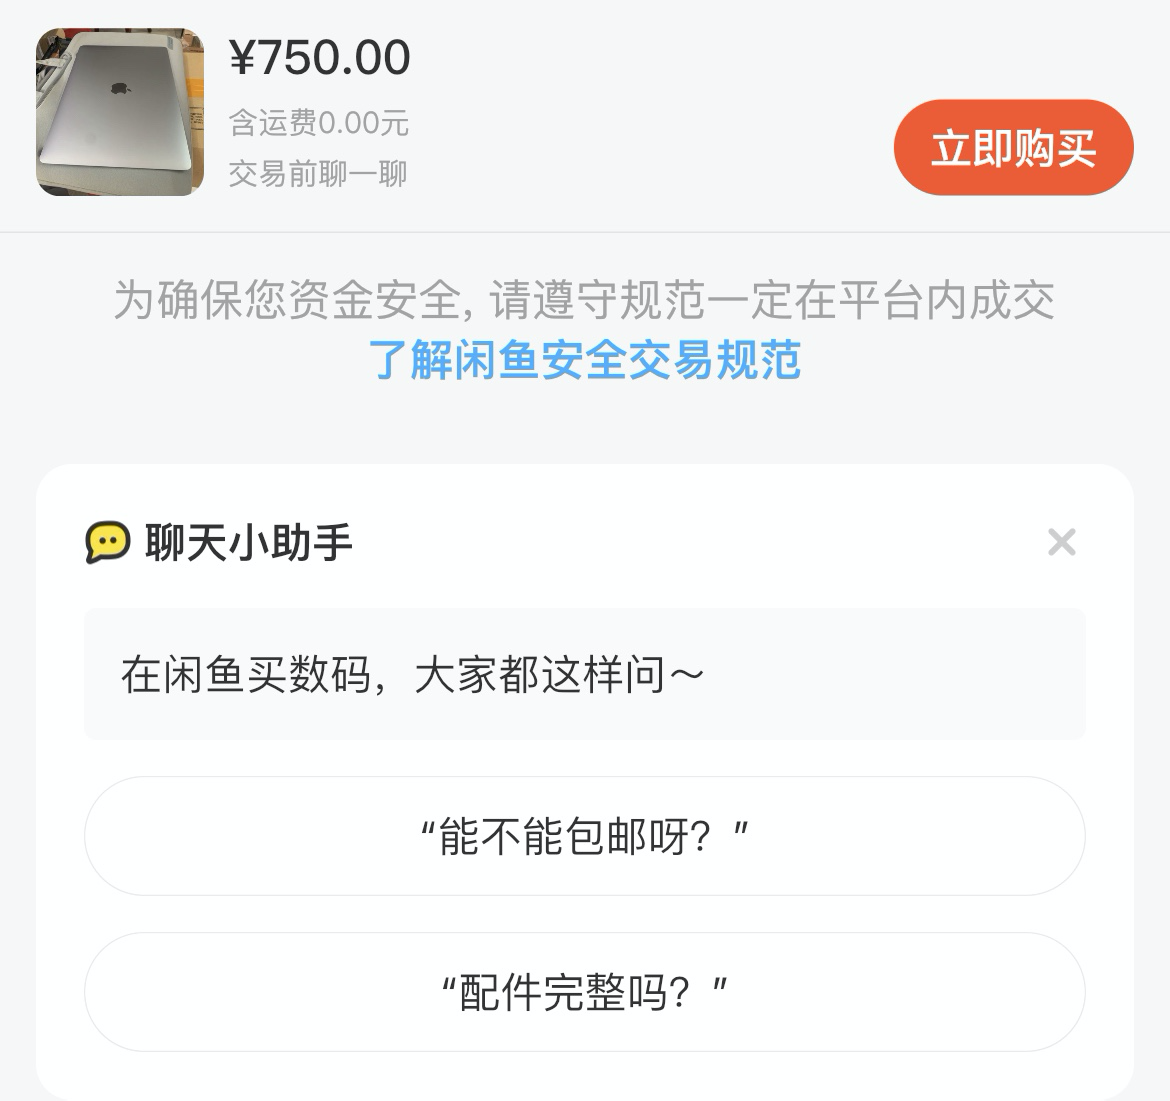 ¥750.00
含运费0.00元
交易前聊一聊
立即购买
为确保您资金安全, 请遵守规范一定在平台内成交
了解闲鱼安全交易规范
聊天小助手
在闲鱼买数码，大家都这样问～
“能不能包邮呀？”
“配件完整吗？”